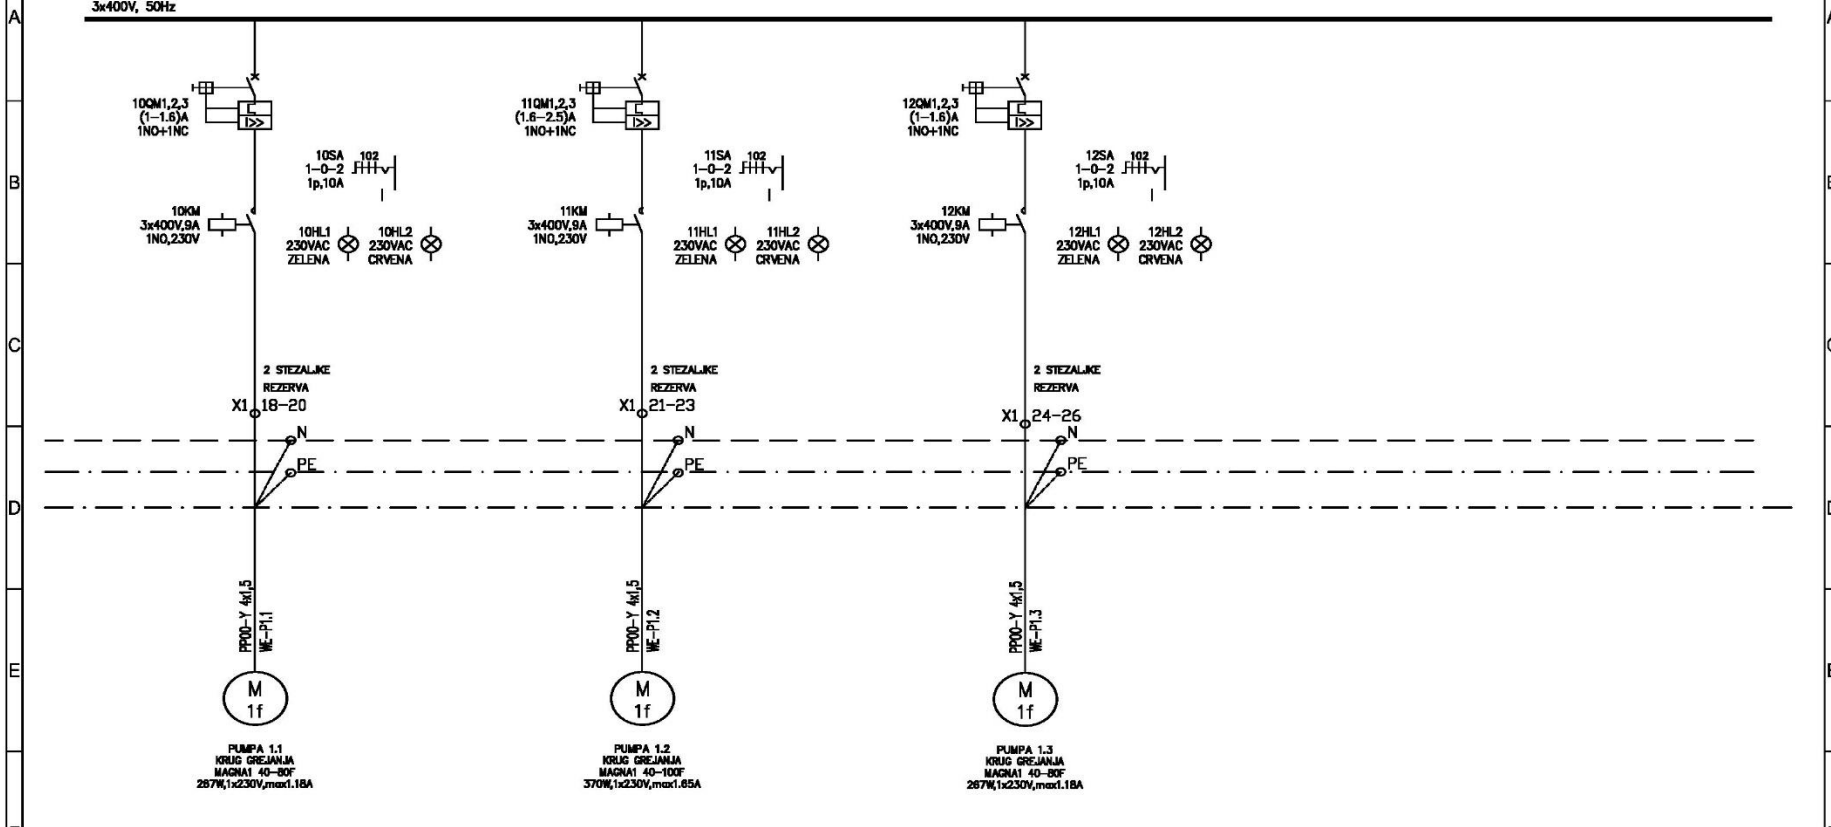 3x400V, 50Hz
A
10QM1,2,3
(1-1.6)A
1NO+1NC
I>>
11QM1,2,3
(1.6-2.5)A
1NO+1NC
I>>
12QM1,2,3
(1-1.6)A
1NO+1NC
I>>
B
10SA
1-0-2
1p,10A
102
11SA
1-0-2
1p,10A
102
12SA
1-0-2
1p,10A
102
10KM
3x400V,9A
1NO,230V
10HL1
230VAC
ZELENA
10HL2
230VAC
CRVENA
11KM
3x400V,9A
1NO,230V
11HL1
230VAC
ZELENA
11HL2
230VAC
CRVENA
12KM
3x400V,9A
1NO,230V
12HL1
230VAC
ZELENA
12HL2
230VAC
CRVENA
C
2 STEZALJKE
REZERVA
X1 18-20
N
PE
2 STEZALJKE
REZERVA
X1 21-23
N
PE
2 STEZALJKE
REZERVA
X1 24-26
N
PE
D
PP00-Y 4x1,5
WE-P1.1
PP00-Y 4x1,5
WE-P1.2
PP00-Y 4x1,5
WE-P1.3
E
M
1f
M
1f
M
1f
PUMPA 1.1
KRUG GREJANJA
MAGNA1 40-80F
267W,1x230V,max1.18A
PUMPA 1.2
KRUG GREJANJA
MAGNA1 40-100F
370W,1x230V,max1.65A
PUMPA 1.3
KRUG GREJANJA
MAGNA1 40-80F
267W,1x230V,max1.18A